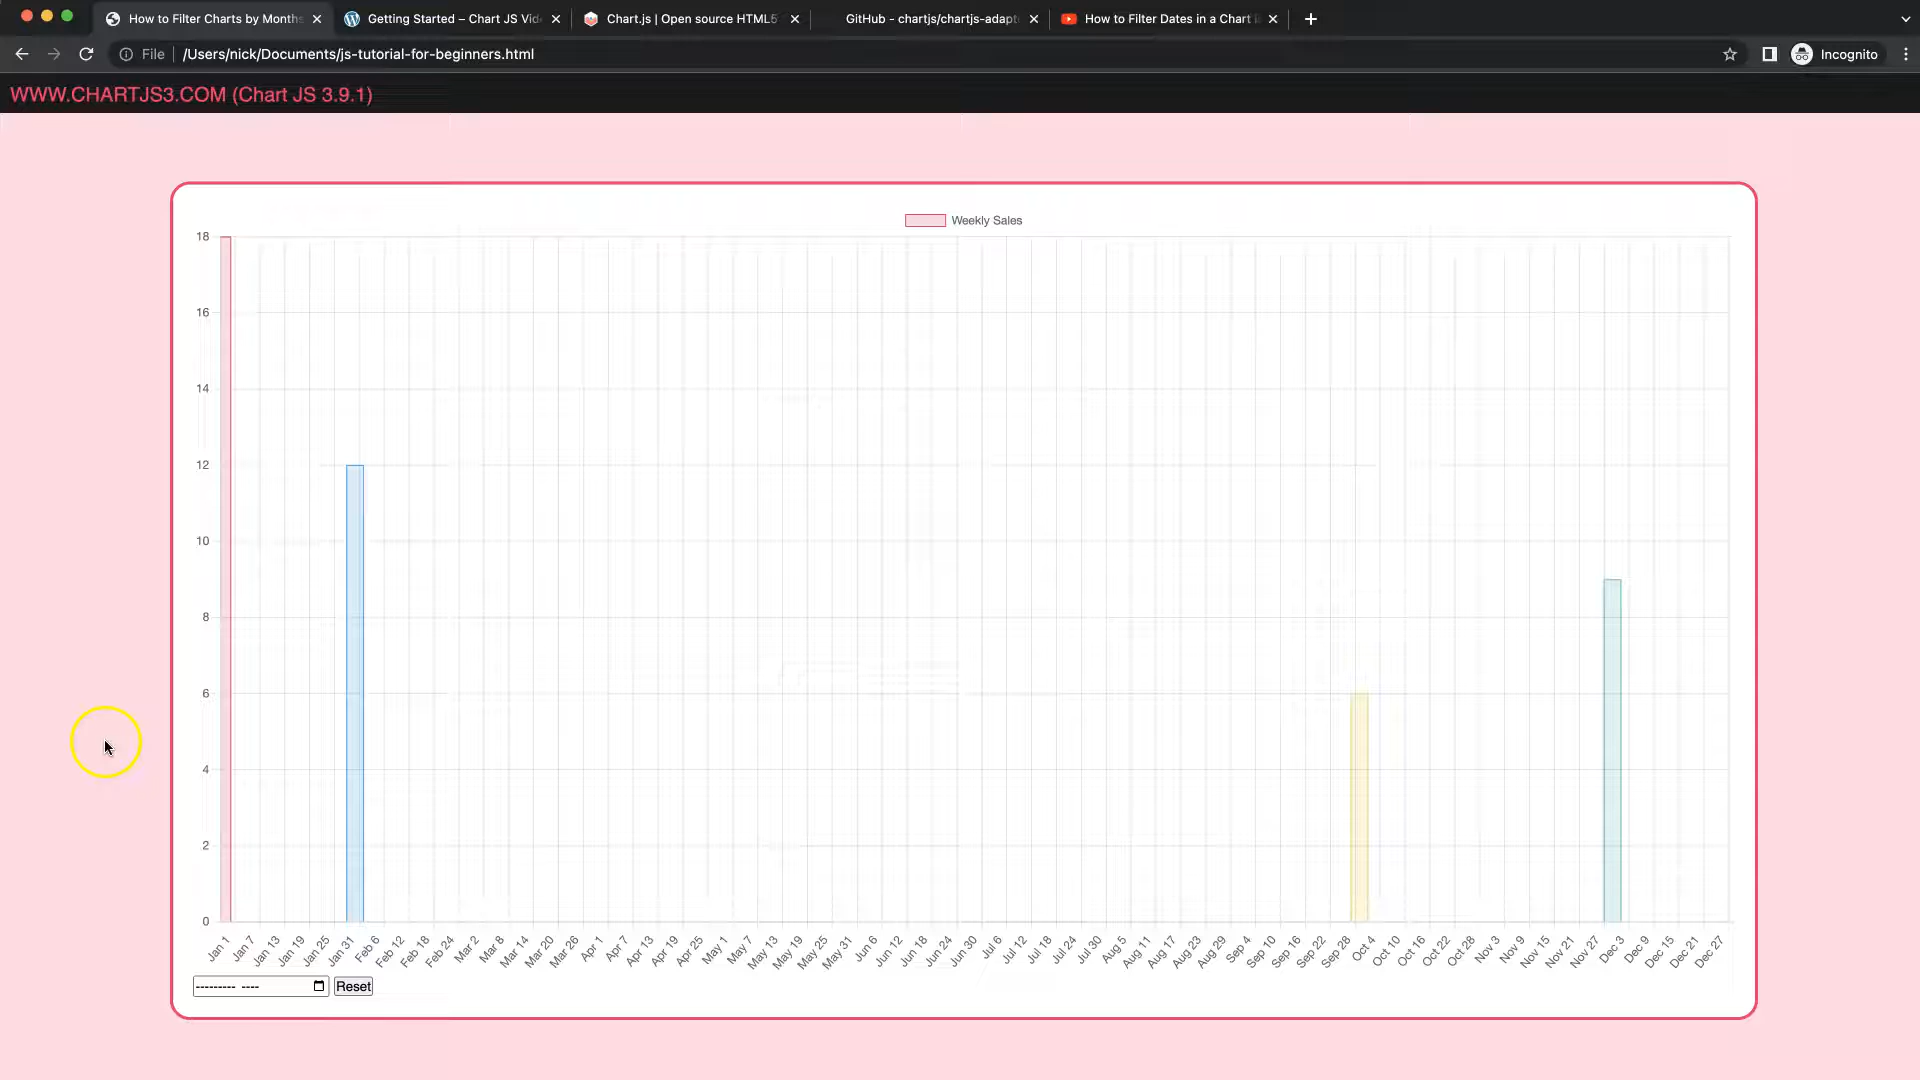 How to Filter Charts by Months
Getting Started – Chart JS Vid
Chart.js | Open source HTML5
GitHub - chartjs/chartjs-adapt
How to Filter Dates in a Chart
File
/Users/nick/Documents/js-tutorial-for-beginners.html
Incognito
WWW.CHARTJS3.COM (Chart JS 3.9.1)
Weekly Sales
18
16
14
12
10
8
6
4
2
0
Jan 1 Jan 7 Jan 13 Jan 19 Jan 25 Jan 31 Feb 6 Feb 12 Feb 18 Feb 24 Mar 2 Mar 8 Mar 14 Mar 20 Mar 26 Apr 1 Apr 7 Apr 13 Apr 19 Apr 25 May 1 May 7 May 13 May 19 May 25 May 31 Jun 6 Jun 12 Jun 18 Jun 24 Jun 30 Jul 6 Jul 12 Jul 18 Jul 24 Jul 30 Aug 5 Aug 11 Aug 17 Aug 23 Aug 29 Sep 4 Sep 10 Sep 16 Sep 22 Sep 28 Oct 4 Oct 10 Oct 16 Oct 22 Oct 28 Nov 3 Nov 9 Nov 15 Nov 21 Nov 27 Dec 3 Dec 9 Dec 15 Dec 21 Dec 27
--------- ---- Reset